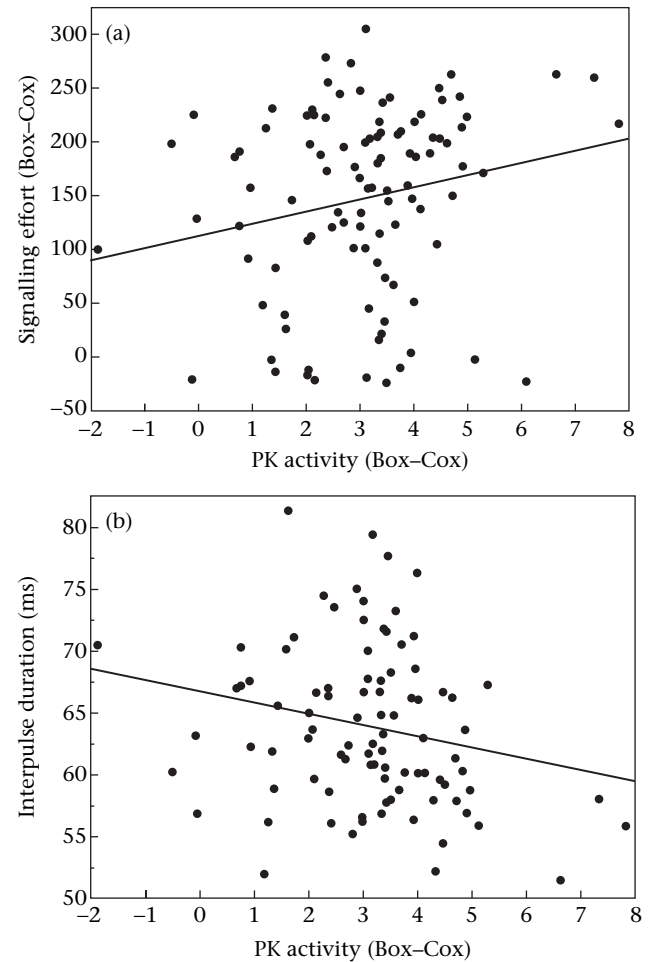 (a)
300
250
200
150
100
50
0
−50
Signalling effort (Box–Cox)
−2 −1 0 1 2 3 4 5 6 7 8
PK activity (Box–Cox)
(b)
80
75
70
65
60
55
50
Interpulse duration (ms)
−2 −1 0 1 2 3 4 5 6 7 8
PK activity (Box–Cox)